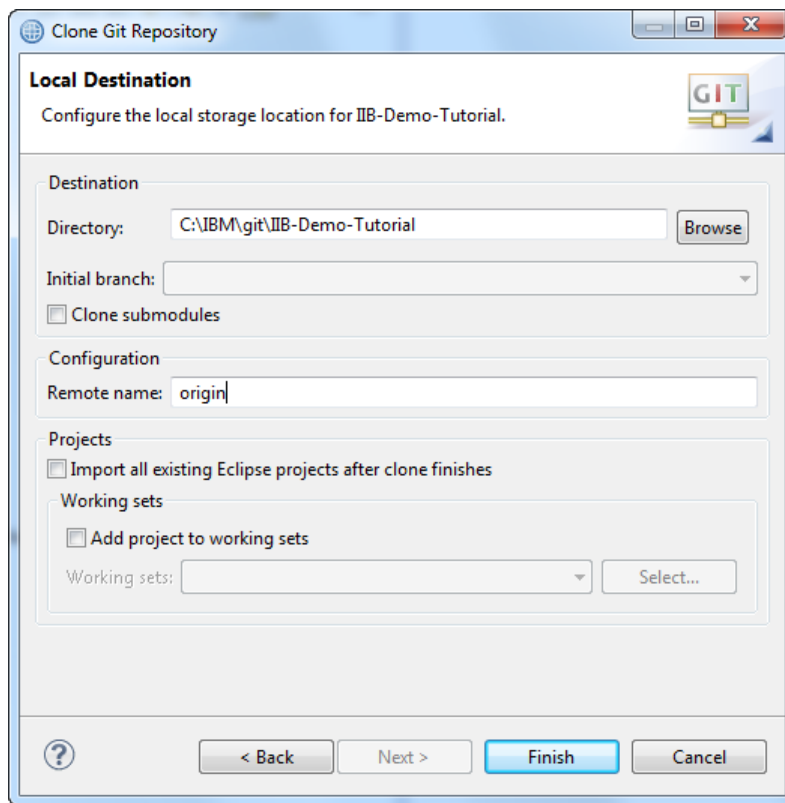 Clone Git Repository
Local Destination
Configure the local storage location for IIB-Demo-Tutorial.
GIT
Destination
Directory: C:\IBM\git\IIB-Demo-Tutorial Browse
Initial branch:
Clone submodules
Configuration
Remote name: origin
Projects
Import all existing Eclipse projects after clone finishes
Working sets
Add project to working sets
Working sets: Select...
? < Back Next > Finish Cancel